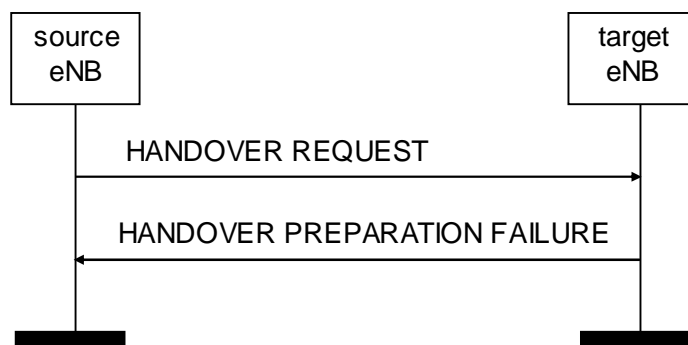 source
eNB
target
eNB
HANDOVER REQUEST
HANDOVER PREPARATION FAILURE